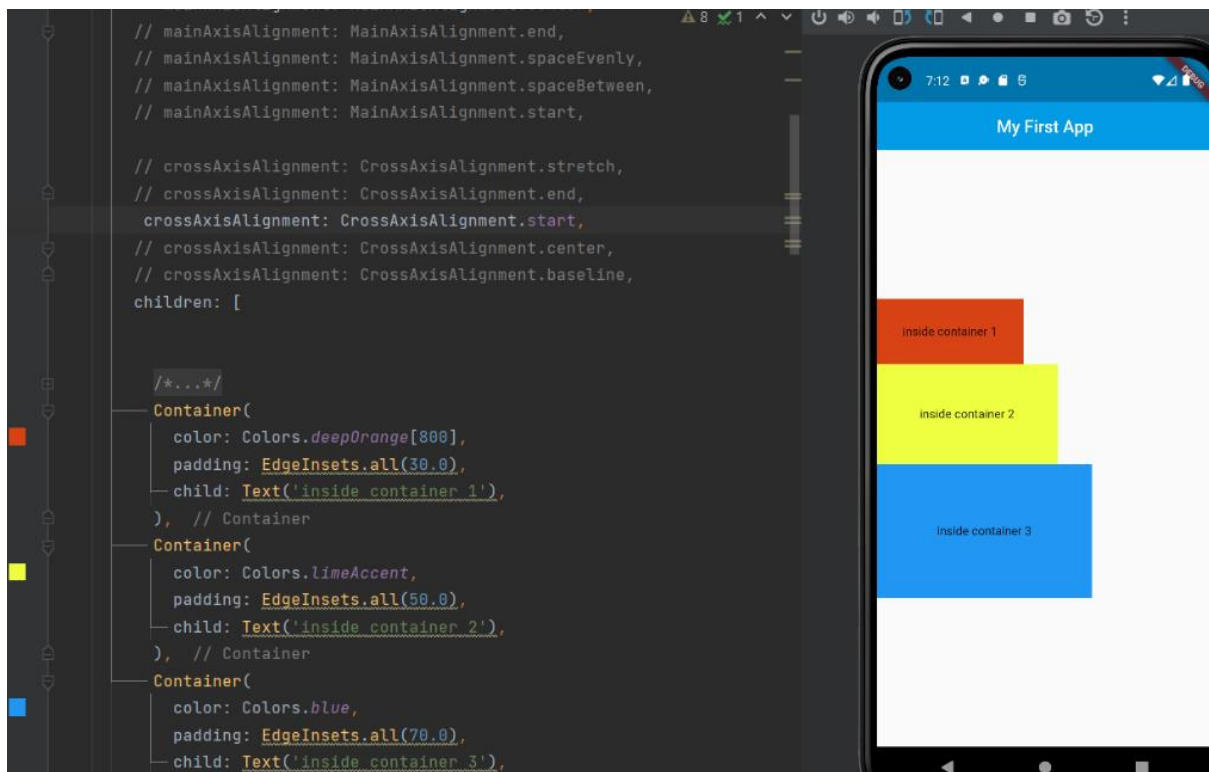 // mainAxisAlignment: MainAxisAlignment.end,
// mainAxisAlignment: MainAxisAlignment.spaceEvenly,
// mainAxisAlignment: MainAxisAlignment.spaceBetween,
// mainAxisAlignment: MainAxisAlignment.start,
// crossAxisAlignment: CrossAxisAlignment.stretch,
// crossAxisAlignment: CrossAxisAlignment.end,
crossAxisAlignment: CrossAxisAlignment.start,
// crossAxisAlignment: CrossAxisAlignment.center,
// crossAxisAlignment: CrossAxisAlignment.baseline,
children: [
/*...*/
Container(
color: Colors.deepOrange[800],
padding: EdgeInsets.all(30.0),
child: Text('inside container 1'),
), // Container
Container(
color: Colors.limeAccent,
padding: EdgeInsets.all(50.0),
child: Text('inside container 2'),
), // Container
Container(
color: Colors.blue,
padding: EdgeInsets.all(70.0),
child: Text('inside container 3'),
8 1
7:12
DEBUG
My First App
inside container 1
inside container 2
inside container 3